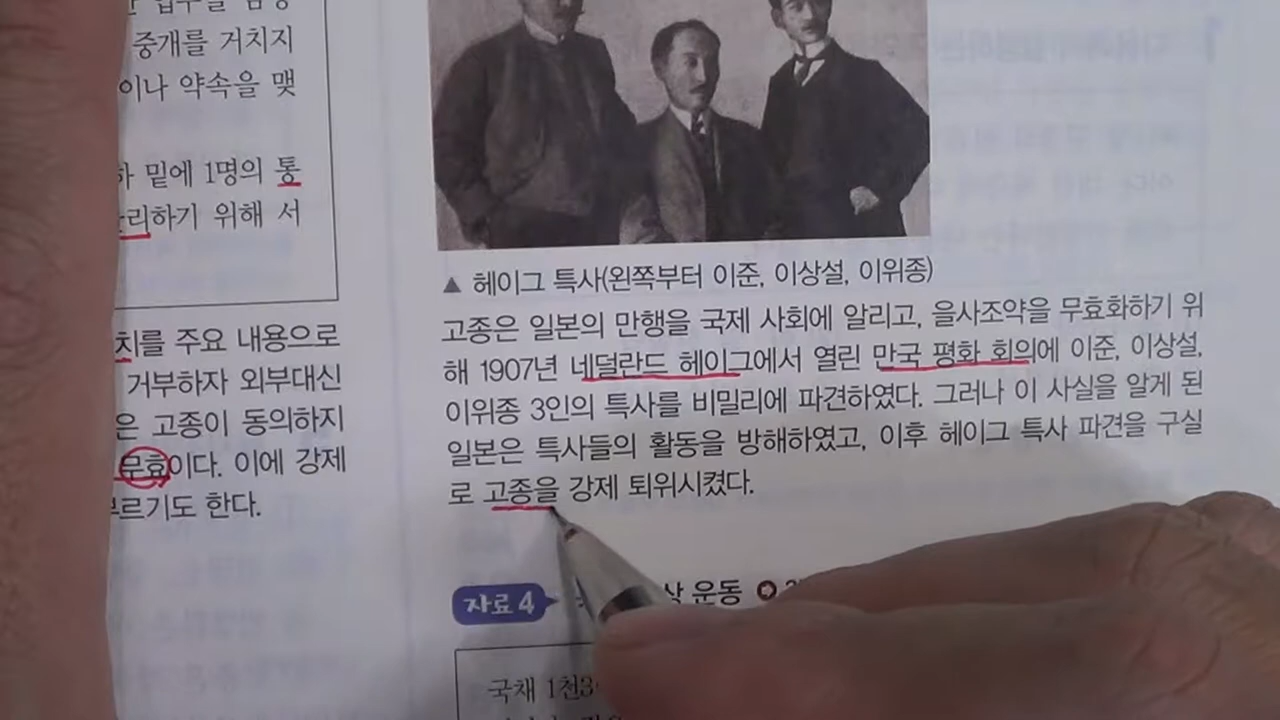 중개를 거치지
이나 약속을 맺
하 밑에 1명의 통
리하기 위해 서
치를 주요 내용으로
거부하자 외부대신
은 고종이 동의하지
무효이다. 이에 강제
부르기도 한다.
▲ 헤이그 특사(왼쪽부터 이준, 이상설, 이위종)
고종은 일본의 만행을 국제 사회에 알리고, 을사조약을 무효화하기 위
해 1907년 네덜란드 헤이그에서 열린 만국 평화 회의에 이준, 이상설,
이위종 3인의 특사를 비밀리에 파견하였다. 그러나 이 사실을 알게 된
일본은 특사들의 활동을 방해하였고, 이후 헤이그 특사 파견을 구실
로 고종을 강제 퇴위시켰다.
자료 4 상 운동
국채 1천3